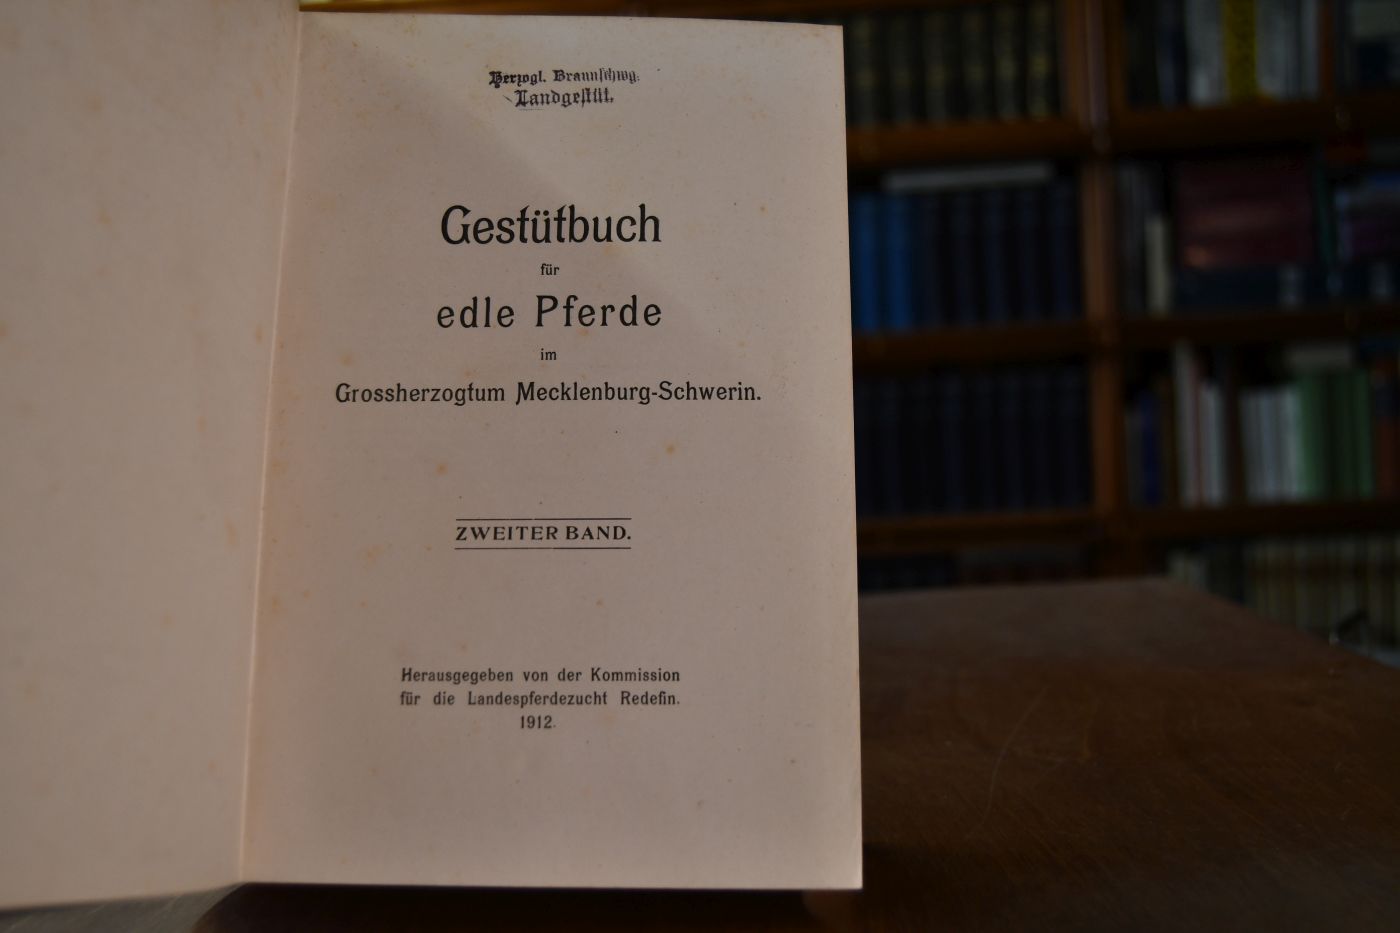 Herzogl. Braunschwg.
Landgestüt.
Gestütbuch
für
edle Pferde
im
Grossherzogtum Mecklenburg-Schwerin.
ZWEITER BAND.
Herausgegeben von der Kommission
für die Landespferdezucht Redefin.
1912.